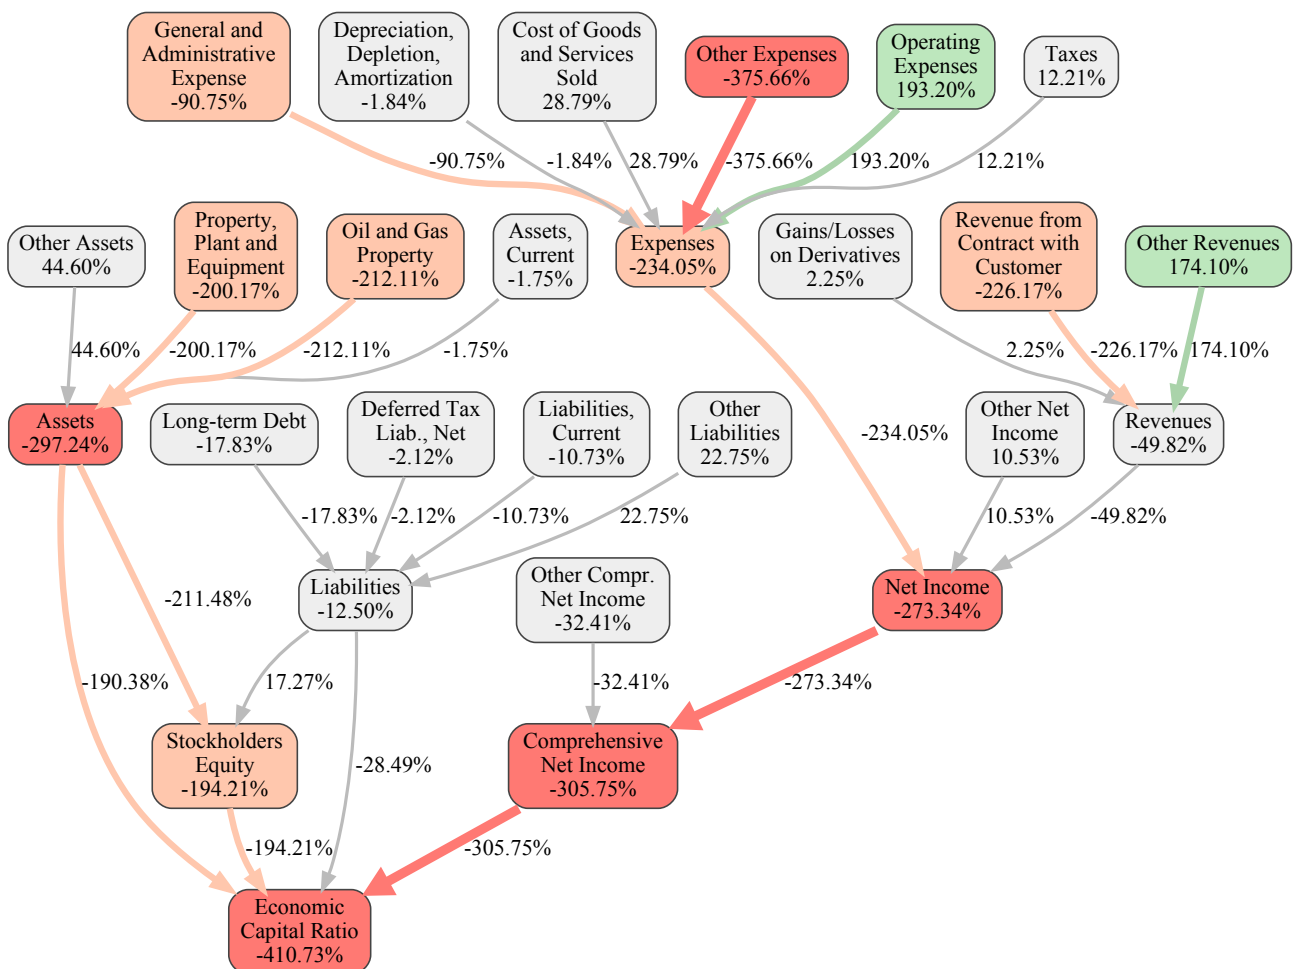 General and
Administrative
Expense
-90.75%
Depreciation,
Depletion,
Amortization
-1.84%
Cost of Goods
and Services
Sold
28.79%
Other Expenses
-375.66%
Operating
Expenses
193.20%
Taxes
12.21%
-90.75%
-1.84%
28.79%
-375.66%
193.20%
12.21%
Other Assets
44.60%
Property,
Plant and
Equipment
-200.17%
Oil and Gas
Property
-212.11%
Assets,
Current
-1.75%
Expenses
-234.05%
Gains/Losses
on Derivatives
2.25%
Revenue from
Contract with
Customer
-226.17%
Other Revenues
174.10%
44.60%
-200.17%
-212.11%
-1.75%
2.25%
-226.17%
174.10%
Assets
-297.24%
Long-term Debt
-17.83%
Deferred Tax
Liab., Net
-2.12%
Liabilities,
Current
-10.73%
Other
Liabilities
22.75%
-234.05%
Other Net
Income
10.53%
Revenues
-49.82%
-17.83%
-2.12%
-10.73%
22.75%
10.53%
-49.82%
-211.48%
Liabilities
-12.50%
Other Compr.
Net Income
-32.41%
Net Income
-273.34%
-190.38%
17.27%
-32.41%
-273.34%
Stockholders
Equity
-194.21%
-28.49%
Comprehensive
Net Income
-305.75%
-194.21%
-305.75%
Economic
Capital Ratio
-410.73%